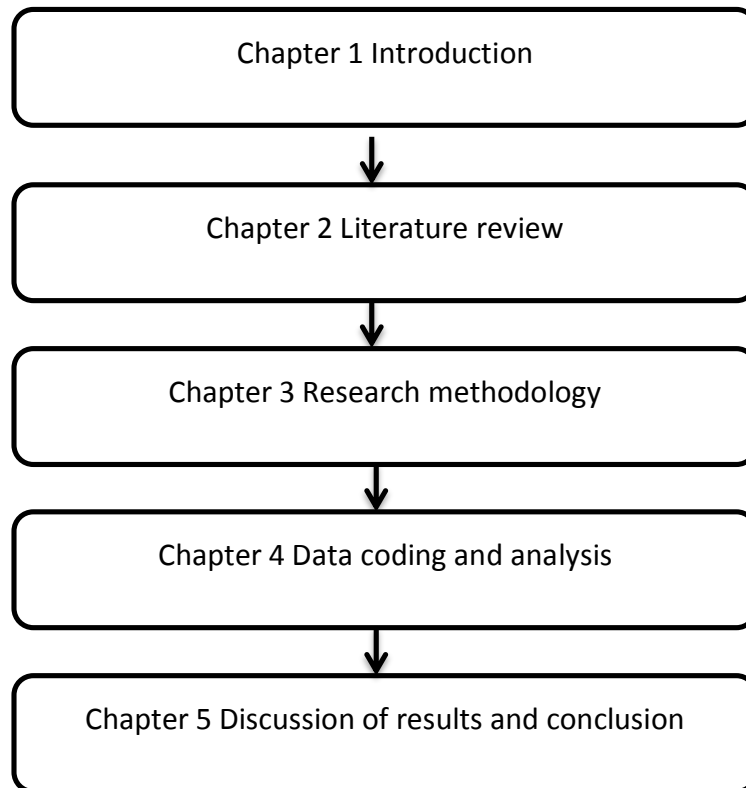 Chapter 1 Introduction
Chapter 2 Literature review
Chapter 3 Research methodology
Chapter 4 Data coding and analysis
Chapter 5 Discussion of results and conclusion